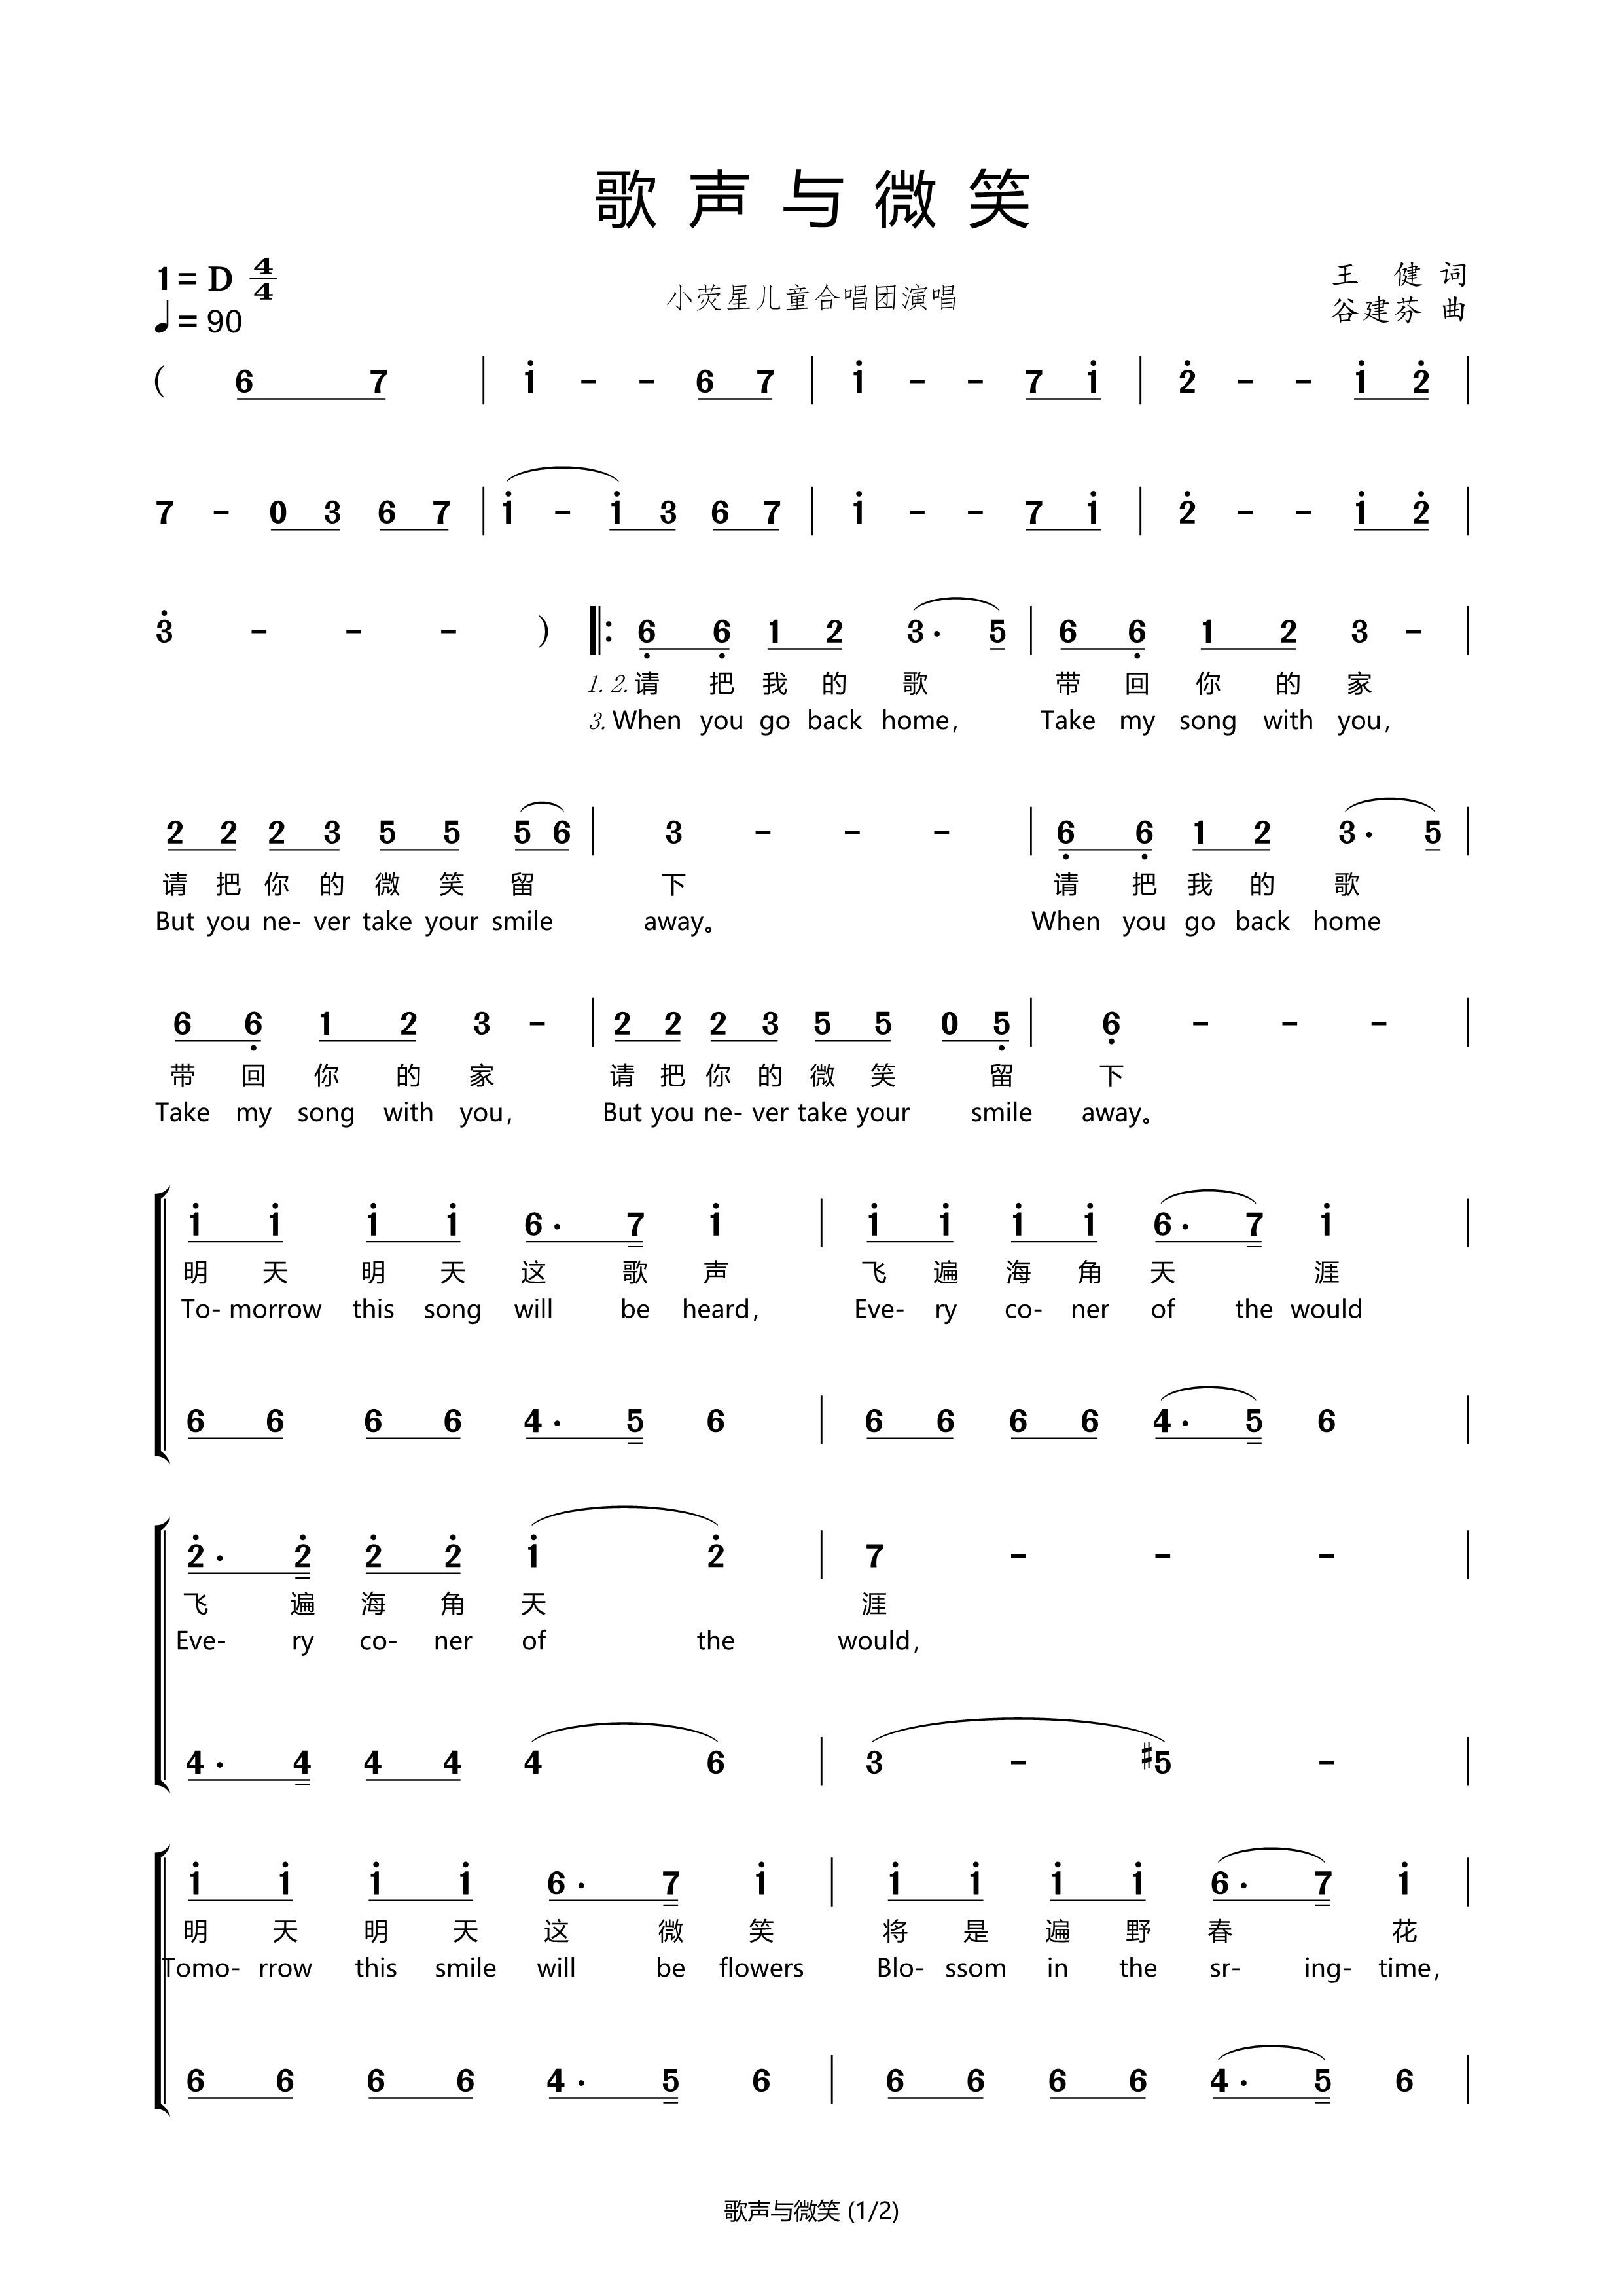 歌声与微笑
1=D 4/4
♩=90
小荧星儿童合唱团演唱
王 健 词
谷建芬 曲
( 6 7 | i̇ - - 6 7 | i̇ - - 7 i̇ | 2̇ - - i̇ 2̇ |
7 - 0 3 6 7 | i̇ - i̇ 3 6 7 | i̇ - - 7 i̇ | 2̇ - - i̇ 2̇ |
3̇ - - - ) ‖: 6̣ 6̣ 1 2 3· 5 | 6 6̣ 1 2 3 - |
1. 2. 请 把 我 的 歌 带 回 你 的 家
3. When you go back home, Take my song with you,
2 2 2 3 5 5 5 6 | 3 - - - | 6̣ 6̣ 1 2 3· 5 |
请 把 你 的 微 笑 留 下 请 把 我 的 歌
But you ne- ver take your smile away。 When you go back home
6 6̣ 1 2 3 - | 2 2 2 3 5 5 0 5̣ | 6̣ - - - |
带 回 你 的 家 请 把 你 的 微 笑 留 下
Take my song with you, But you ne- ver take your smile away。
i̇ i̇ i̇ i̇ 6· 7 i̇ | i̇ i̇ i̇ i̇ 6· 7 i̇ |
明 天 明 天 这 歌 声 飞 遍 海 角 天 涯
To- morrow this song will be heard, Eve- ry co- ner of the would
6 6 6 6 4· 5 6 | 6 6 6 6 4· 5 6 |
2̇· 2̇ 2̇ 2̇ i̇ 2̇ | 7 - - - |
飞 遍 海 角 天 涯
Eve- ry co- ner of the would,
4· 4 4 4 4 6 | 3 - #5 - |
i̇ i̇ i̇ i̇ 6· 7 i̇ | i̇ i̇ i̇ i̇ 6· 7 i̇ |
明 天 明 天 这 微 笑 将 是 遍 野 春 花
Tomo- rrow this smile will be flowers Blo- ssom in the sr- ing- time,
6 6 6 6 4· 5 6 | 6 6 6 6 4· 5 6 |
歌声与微笑 (1/2)